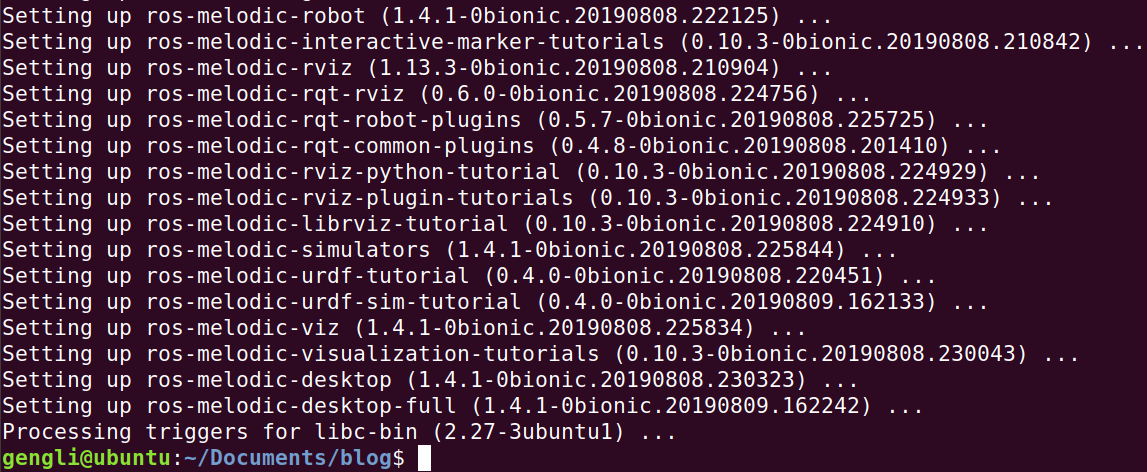 Setting up ros-melodic-robot (1.4.1-0bionic.20190808.222125) ...
Setting up ros-melodic-interactive-marker-tutorials (0.10.3-0bionic.20190808.210842) ...
Setting up ros-melodic-rviz (1.13.3-0bionic.20190808.210904) ...
Setting up ros-melodic-rqt-rviz (0.6.0-0bionic.20190808.224756) ...
Setting up ros-melodic-rqt-robot-plugins (0.5.7-0bionic.20190808.225725) ...
Setting up ros-melodic-rqt-common-plugins (0.4.8-0bionic.20190808.201410) ...
Setting up ros-melodic-rviz-python-tutorial (0.10.3-0bionic.20190808.224929) ...
Setting up ros-melodic-rviz-plugin-tutorials (0.10.3-0bionic.20190808.224933) ...
Setting up ros-melodic-librviz-tutorial (0.10.3-0bionic.20190808.224910) ...
Setting up ros-melodic-simulators (1.4.1-0bionic.20190808.225844) ...
Setting up ros-melodic-urdf-tutorial (0.4.0-0bionic.20190808.220451) ...
Setting up ros-melodic-urdf-sim-tutorial (0.4.0-0bionic.20190809.162133) ...
Setting up ros-melodic-viz (1.4.1-0bionic.20190808.225834) ...
Setting up ros-melodic-visualization-tutorials (0.10.3-0bionic.20190808.230043) ...
Setting up ros-melodic-desktop (1.4.1-0bionic.20190808.230323) ...
Setting up ros-melodic-desktop-full (1.4.1-0bionic.20190809.162242) ...
Processing triggers for libc-bin (2.27-3ubuntu1) ...
gengli@ubuntu:~/Documents/blog$